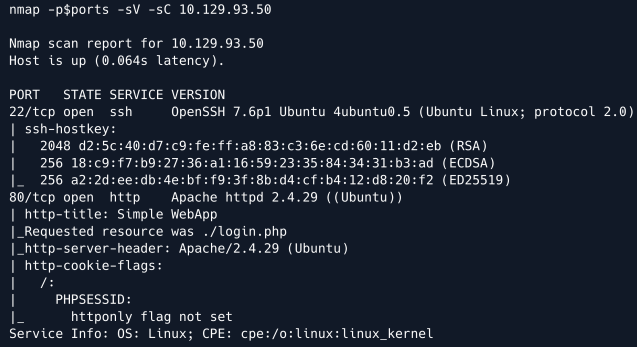 nmap -p$ports -sV -sC 10.129.93.50
Nmap scan report for 10.129.93.50
Host is up (0.064s latency).
PORT   STATE SERVICE VERSION
22/tcp open  ssh     OpenSSH 7.6p1 Ubuntu 4ubuntu0.5 (Ubuntu Linux; protocol 2.0)
| ssh-hostkey:
|   2048 d2:5c:40:d7:c9:fe:ff:a8:83:c3:6e:cd:60:11:d2:eb (RSA)
|   256 18:c9:f7:b9:27:36:a1:16:59:23:35:84:34:31:b3:ad (ECDSA)
|_  256 a2:2d:ee:db:4e:bf:f9:3f:8b:d4:cf:b4:12:d8:20:f2 (ED25519)
80/tcp open  http    Apache httpd 2.4.29 ((Ubuntu))
| http-title: Simple WebApp
|_Requested resource was ./login.php
|_http-server-header: Apache/2.4.29 (Ubuntu)
| http-cookie-flags:
|   /:
|     PHPSESSID:
|_      httponly flag not set
Service Info: OS: Linux; CPE: cpe:/o:linux:linux_kernel